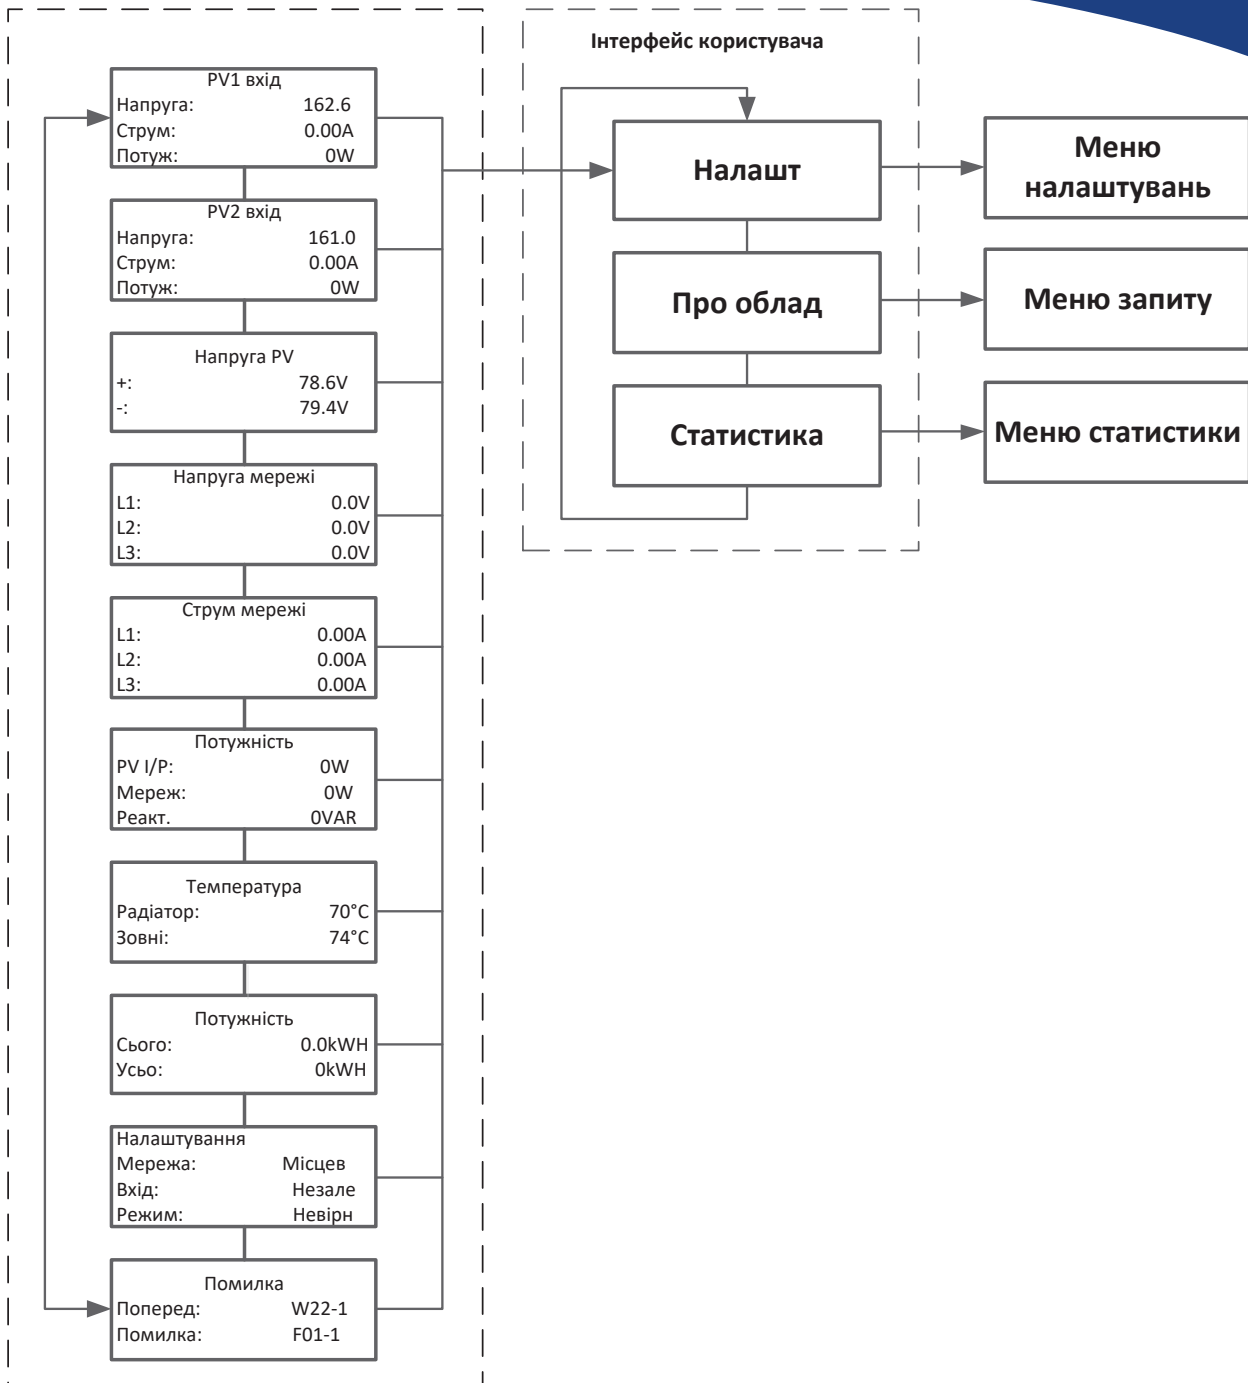 PV1 вхід
Напруга: 162.6
Струм: 0.00A
Потуж: 0W
PV2 вхід
Напруга: 161.0
Струм: 0.00A
Потуж: 0W
Напруга PV
+: 78.6V
-: 79.4V
Напруга мережі
L1: 0.0V
L2: 0.0V
L3: 0.0V
Струм мережі
L1: 0.00A
L2: 0.00A
L3: 0.00A
Потужність
PV I/P: 0W
Мереж: 0W
Реакт. 0VAR
Температура
Радіатор: 70°C
Зовні: 74°C
Потужність
Сього: 0.0kWH
Усьо: 0kWH
Налаштування
Мережа: Місцев
Вхід: Незале
Режим: Невірн
Помилка
Поперед: W22-1
Помилка: F01-1
Інтерфейс користувача
Налашт
Про облад
Статистика
Меню
налаштувань
Меню запиту
Меню статистики